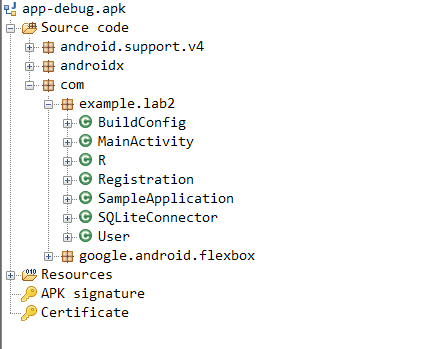 app-debug.apk
Source code
android.support.v4
androidx
com
example.lab2
BuildConfig
MainActivity
R
Registration
SampleApplication
SQLiteConnector
User
google.android.flexbox
Resources
APK signature
Certificate